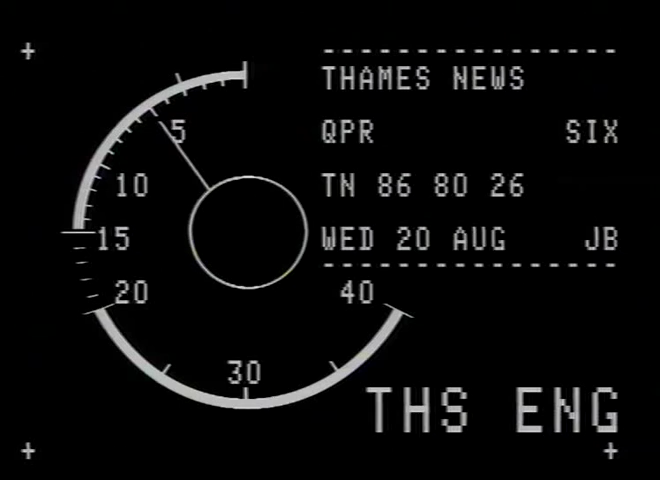 THAMES NEWS
QPR SIX
TN 86 80 26
WED 20 AUG JB
5
10
15
20
40
30
THS ENG